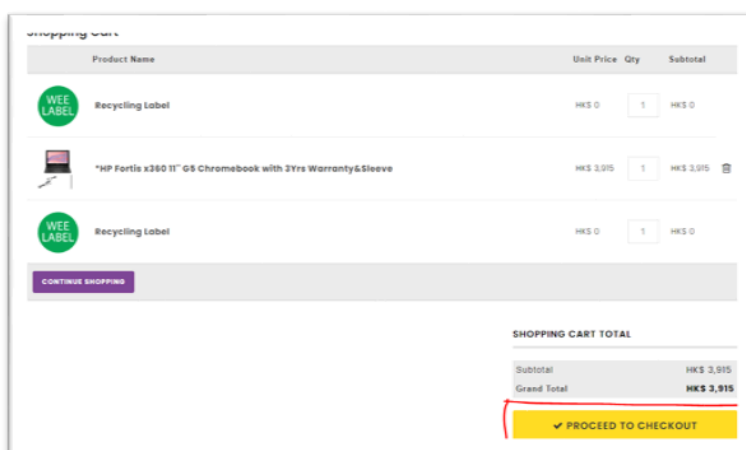 Shopping Cart
Product Name Unit Price Qty Subtotal
WEE
LABEL
Recycling Label HK$ 0 1 HK$ 0
*HP Fortis x360 11" G5 Chromebook with 3Yrs Warranty&Sleeve HK$ 3,915 1 HK$ 3,915
WEE
LABEL
Recycling Label HK$ 0 1 HK$ 0
CONTINUE SHOPPING
SHOPPING CART TOTAL
Subtotal HK$ 3,915
Grand Total HK$ 3,915
✔ PROCEED TO CHECKOUT